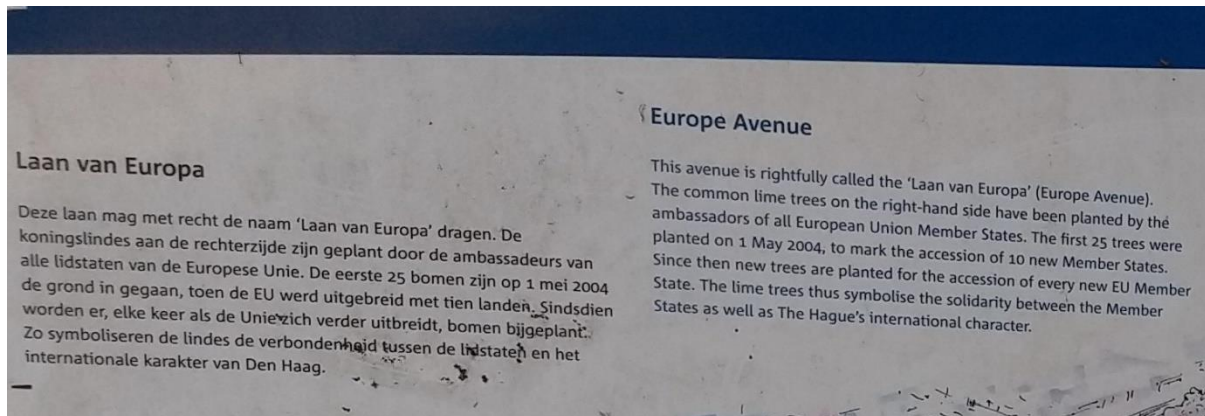 Laan van Europa
Deze laan mag met recht de naam ‘Laan van Europa’ dragen. De
koningslindes aan de rechterzijde zijn geplant door de ambassadeurs van
alle lidstaten van de Europese Unie. De eerste 25 bomen zijn op 1 mei 2004
de grond in gegaan, toen de EU werd uitgebreid met tien landen. Sindsdien
worden er, elke keer als de Unie zich verder uitbreidt, bomen bijgeplant.
Zo symboliseren de lindes de verbondenheid tussen de lidstaten en het
internationale karakter van Den Haag.
Europe Avenue
This avenue is rightfully called the ‘Laan van Europa’ (Europe Avenue).
The common lime trees on the right-hand side have been planted by the
ambassadors of all European Union Member States. The first 25 trees were
planted on 1 May 2004, to mark the accession of 10 new Member States.
Since then new trees are planted for the accession of every new EU Member
State. The lime trees thus symbolise the solidarity between the Member
States as well as The Hague's international character.